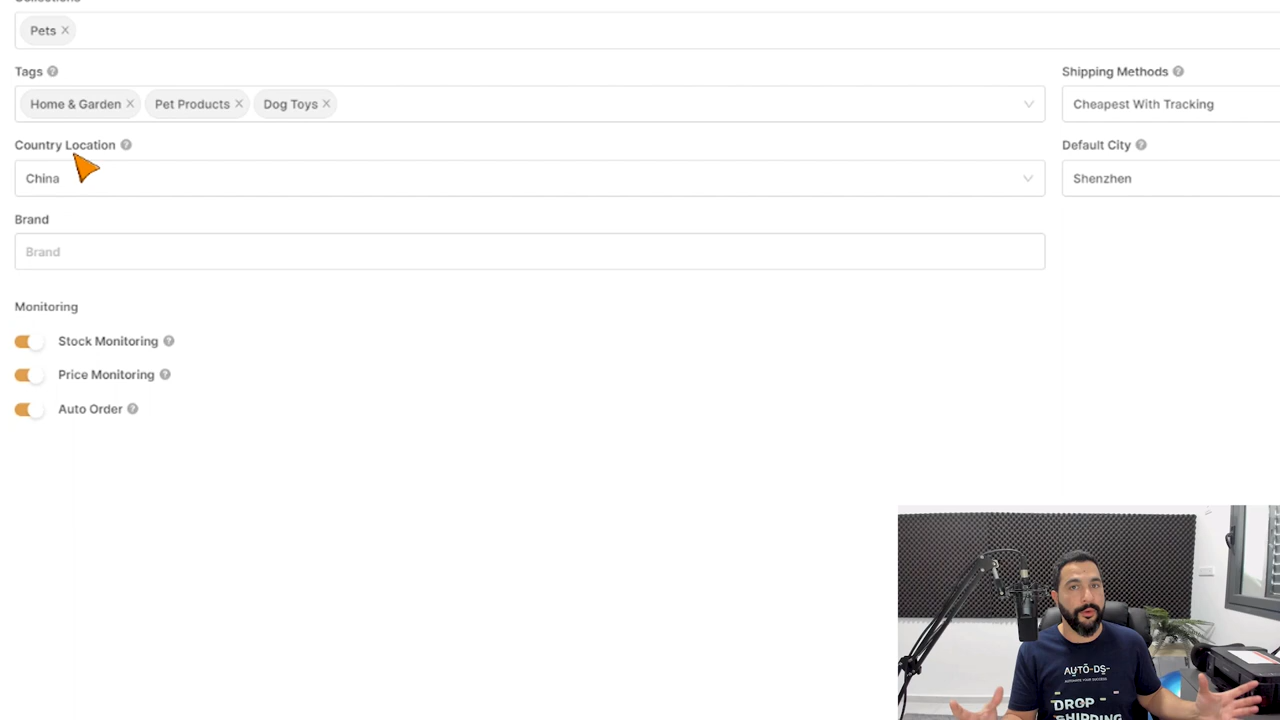 Collections
Pets
Tags
Shipping Methods
Home & Garden
Pet Products
Dog Toys
Cheapest With Tracking
Country Location
Default City
China
Shenzhen
Brand
Brand
Monitoring
Stock Monitoring
Price Monitoring
Auto Order
AUTO-DS
DROP
SHIPPING